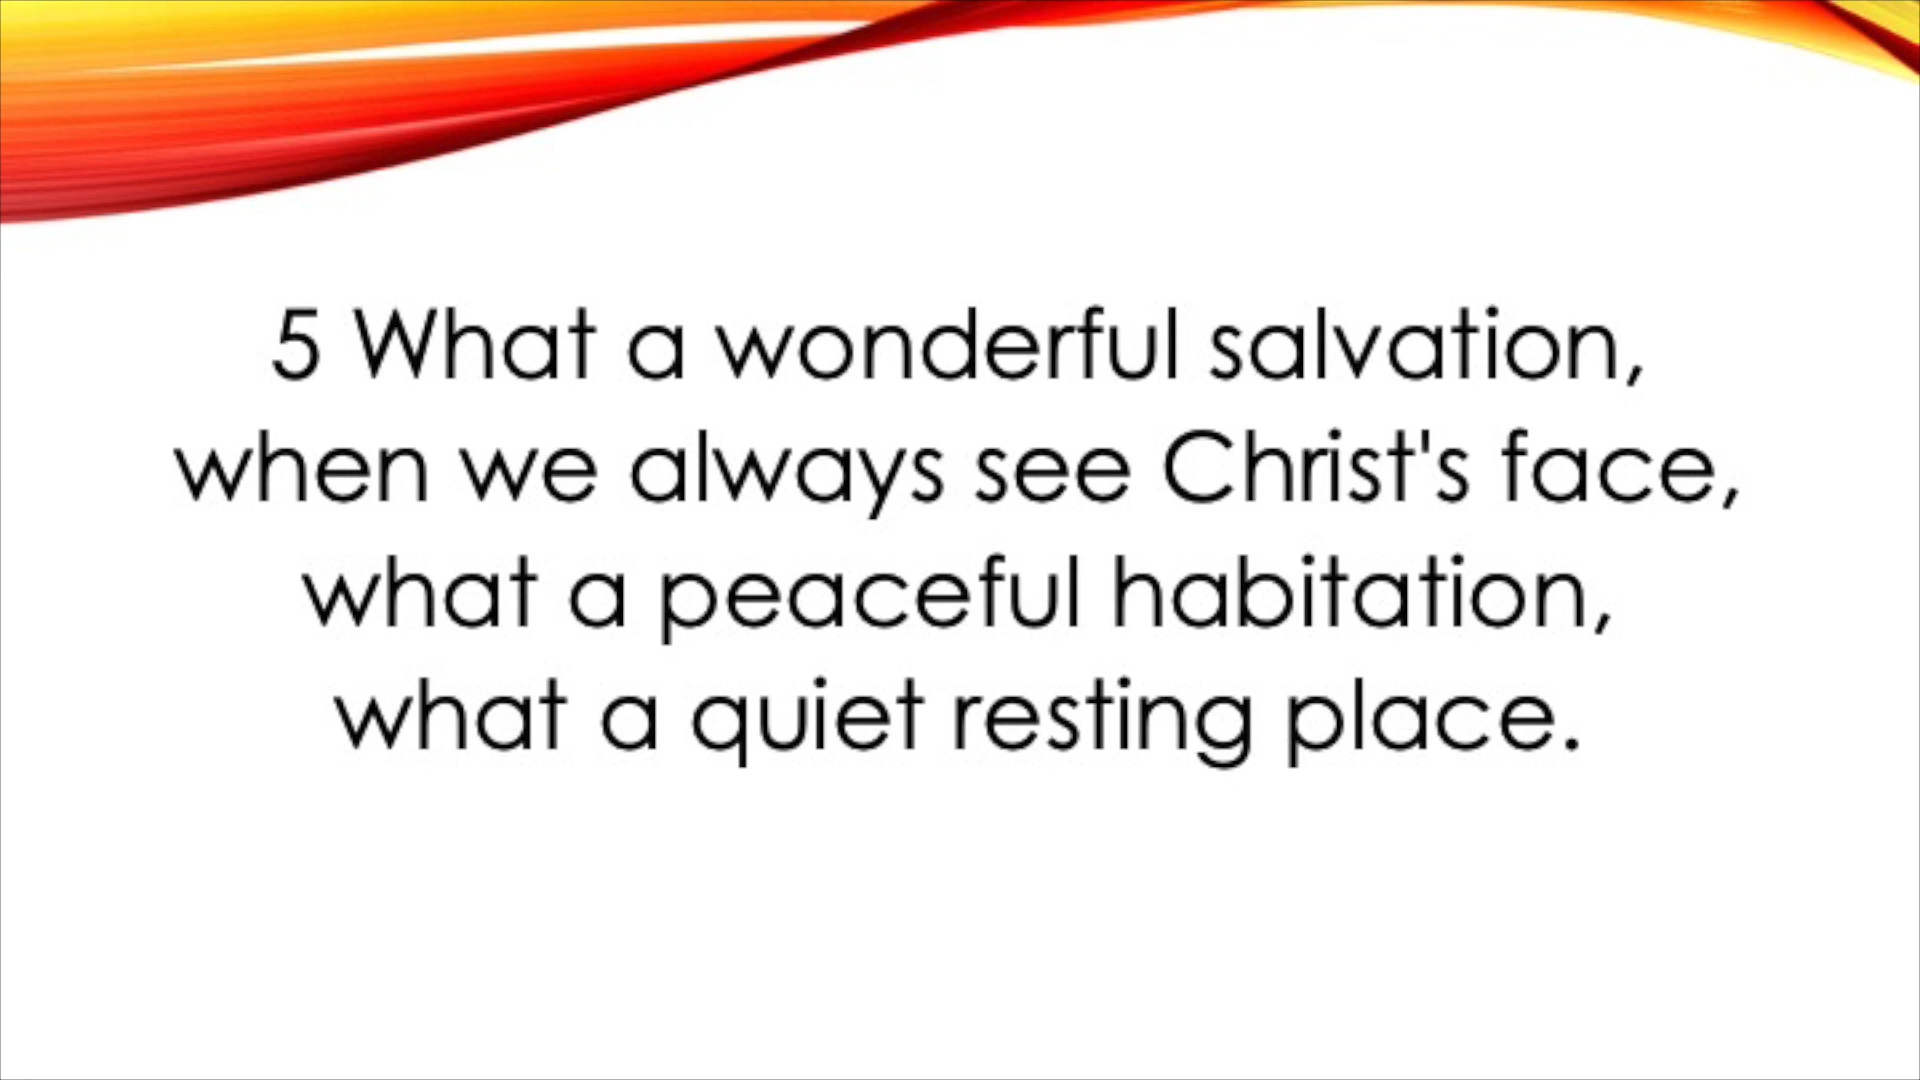 5 What a wonderful salvation,
when we always see Christ's face,
what a peaceful habitation,
what a quiet resting place.